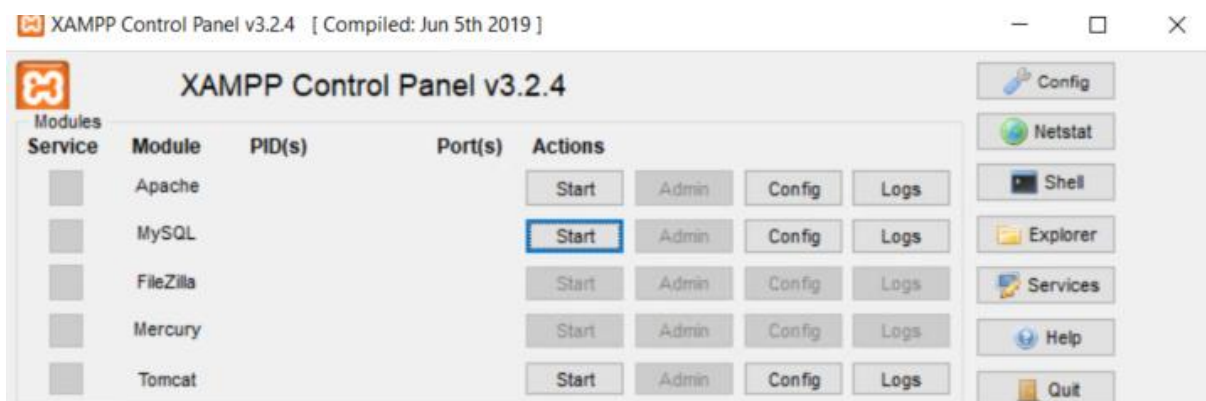 XAMPP Control Panel v3.2.4 [ Compiled: Jun 5th 2019 ]
XAMPP Control Panel v3.2.4
Config
Modules
Netstat
Service Module PID(s) Port(s) Actions
Apache Start Admin Config Logs
Shell
MySQL Start Admin Config Logs
Explorer
FileZilla Start Admin Config Logs
Services
Mercury Start Admin Config Logs
Help
Tomcat Start Admin Config Logs
Quit